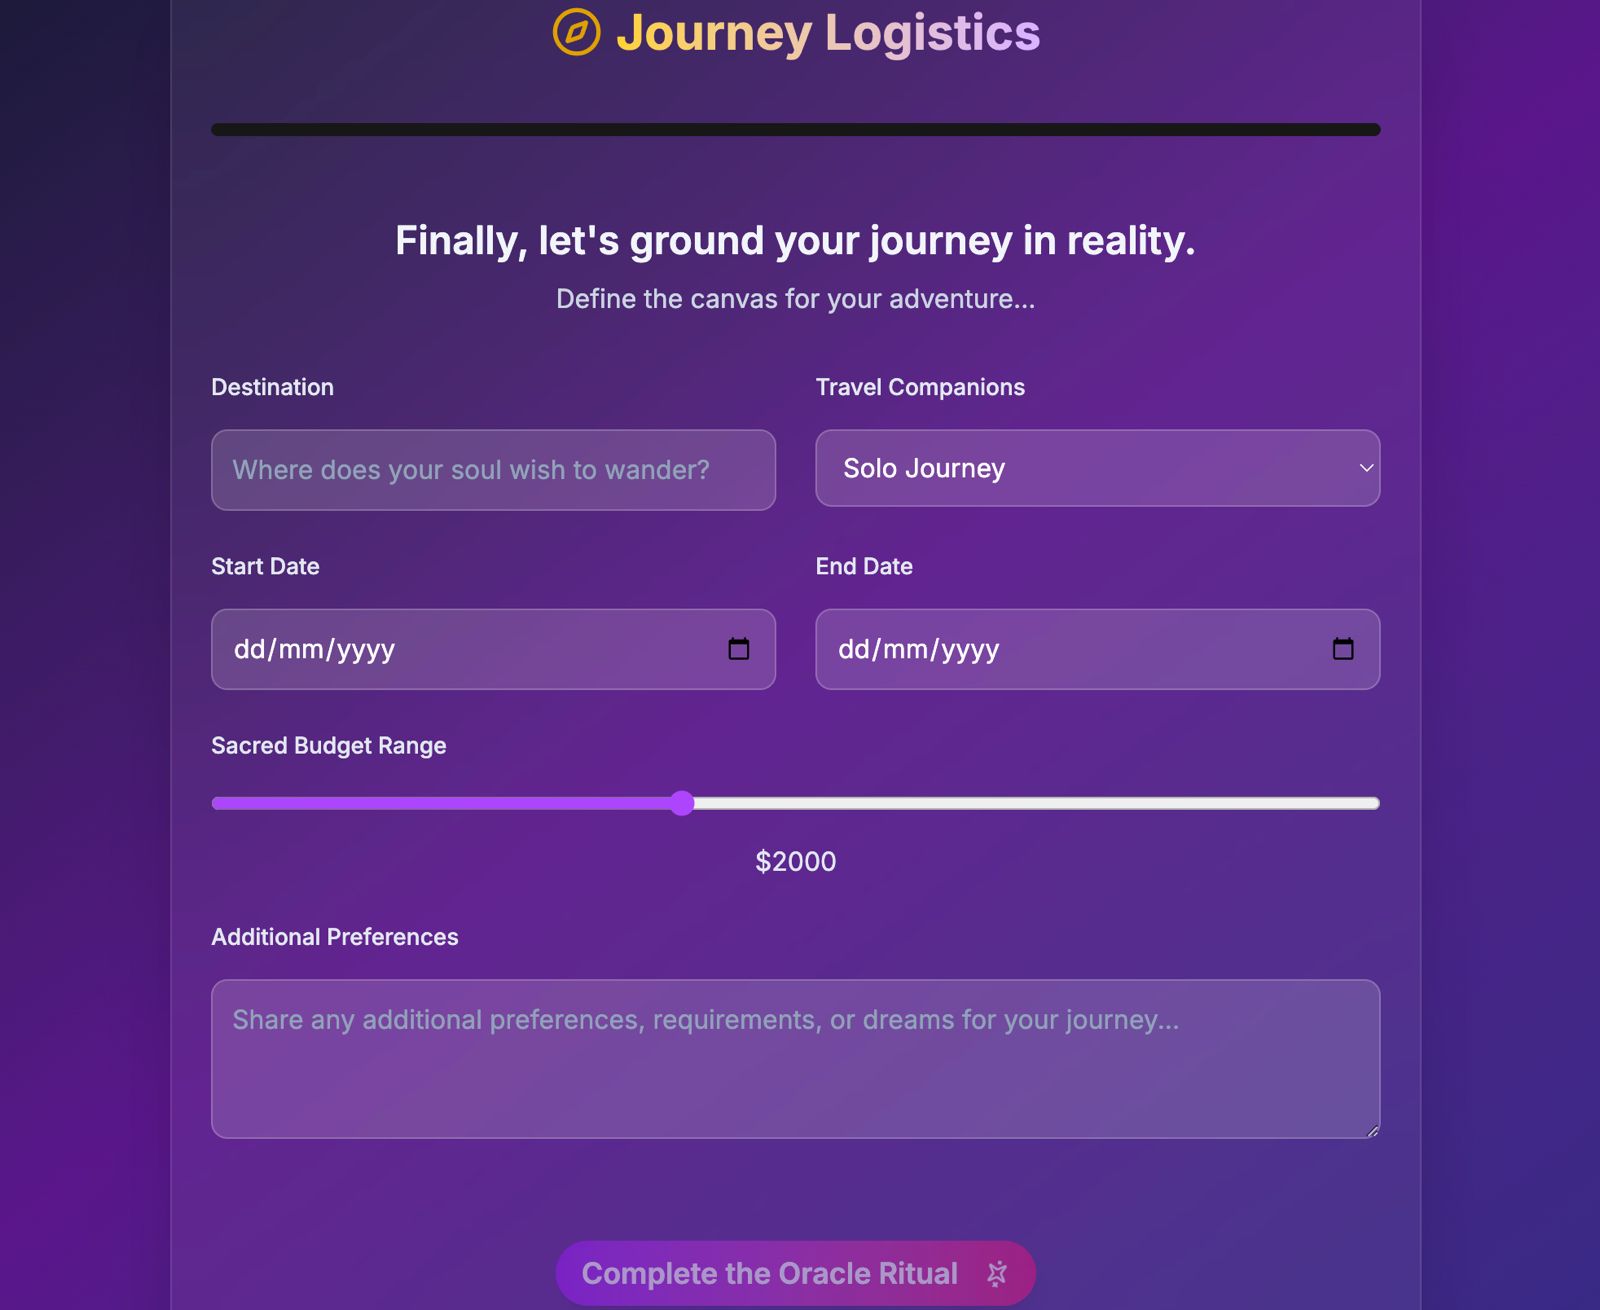 Journey Logistics
Finally, let's ground your journey in reality.
Define the canvas for your adventure...
Destination
Travel Companions
Where does your soul wish to wander?
Solo Journey
Start Date
End Date
dd/mm/yyyy
dd/mm/yyyy
Sacred Budget Range
$2000
Additional Preferences
Share any additional preferences, requirements, or dreams for your journey...
Complete the Oracle Ritual